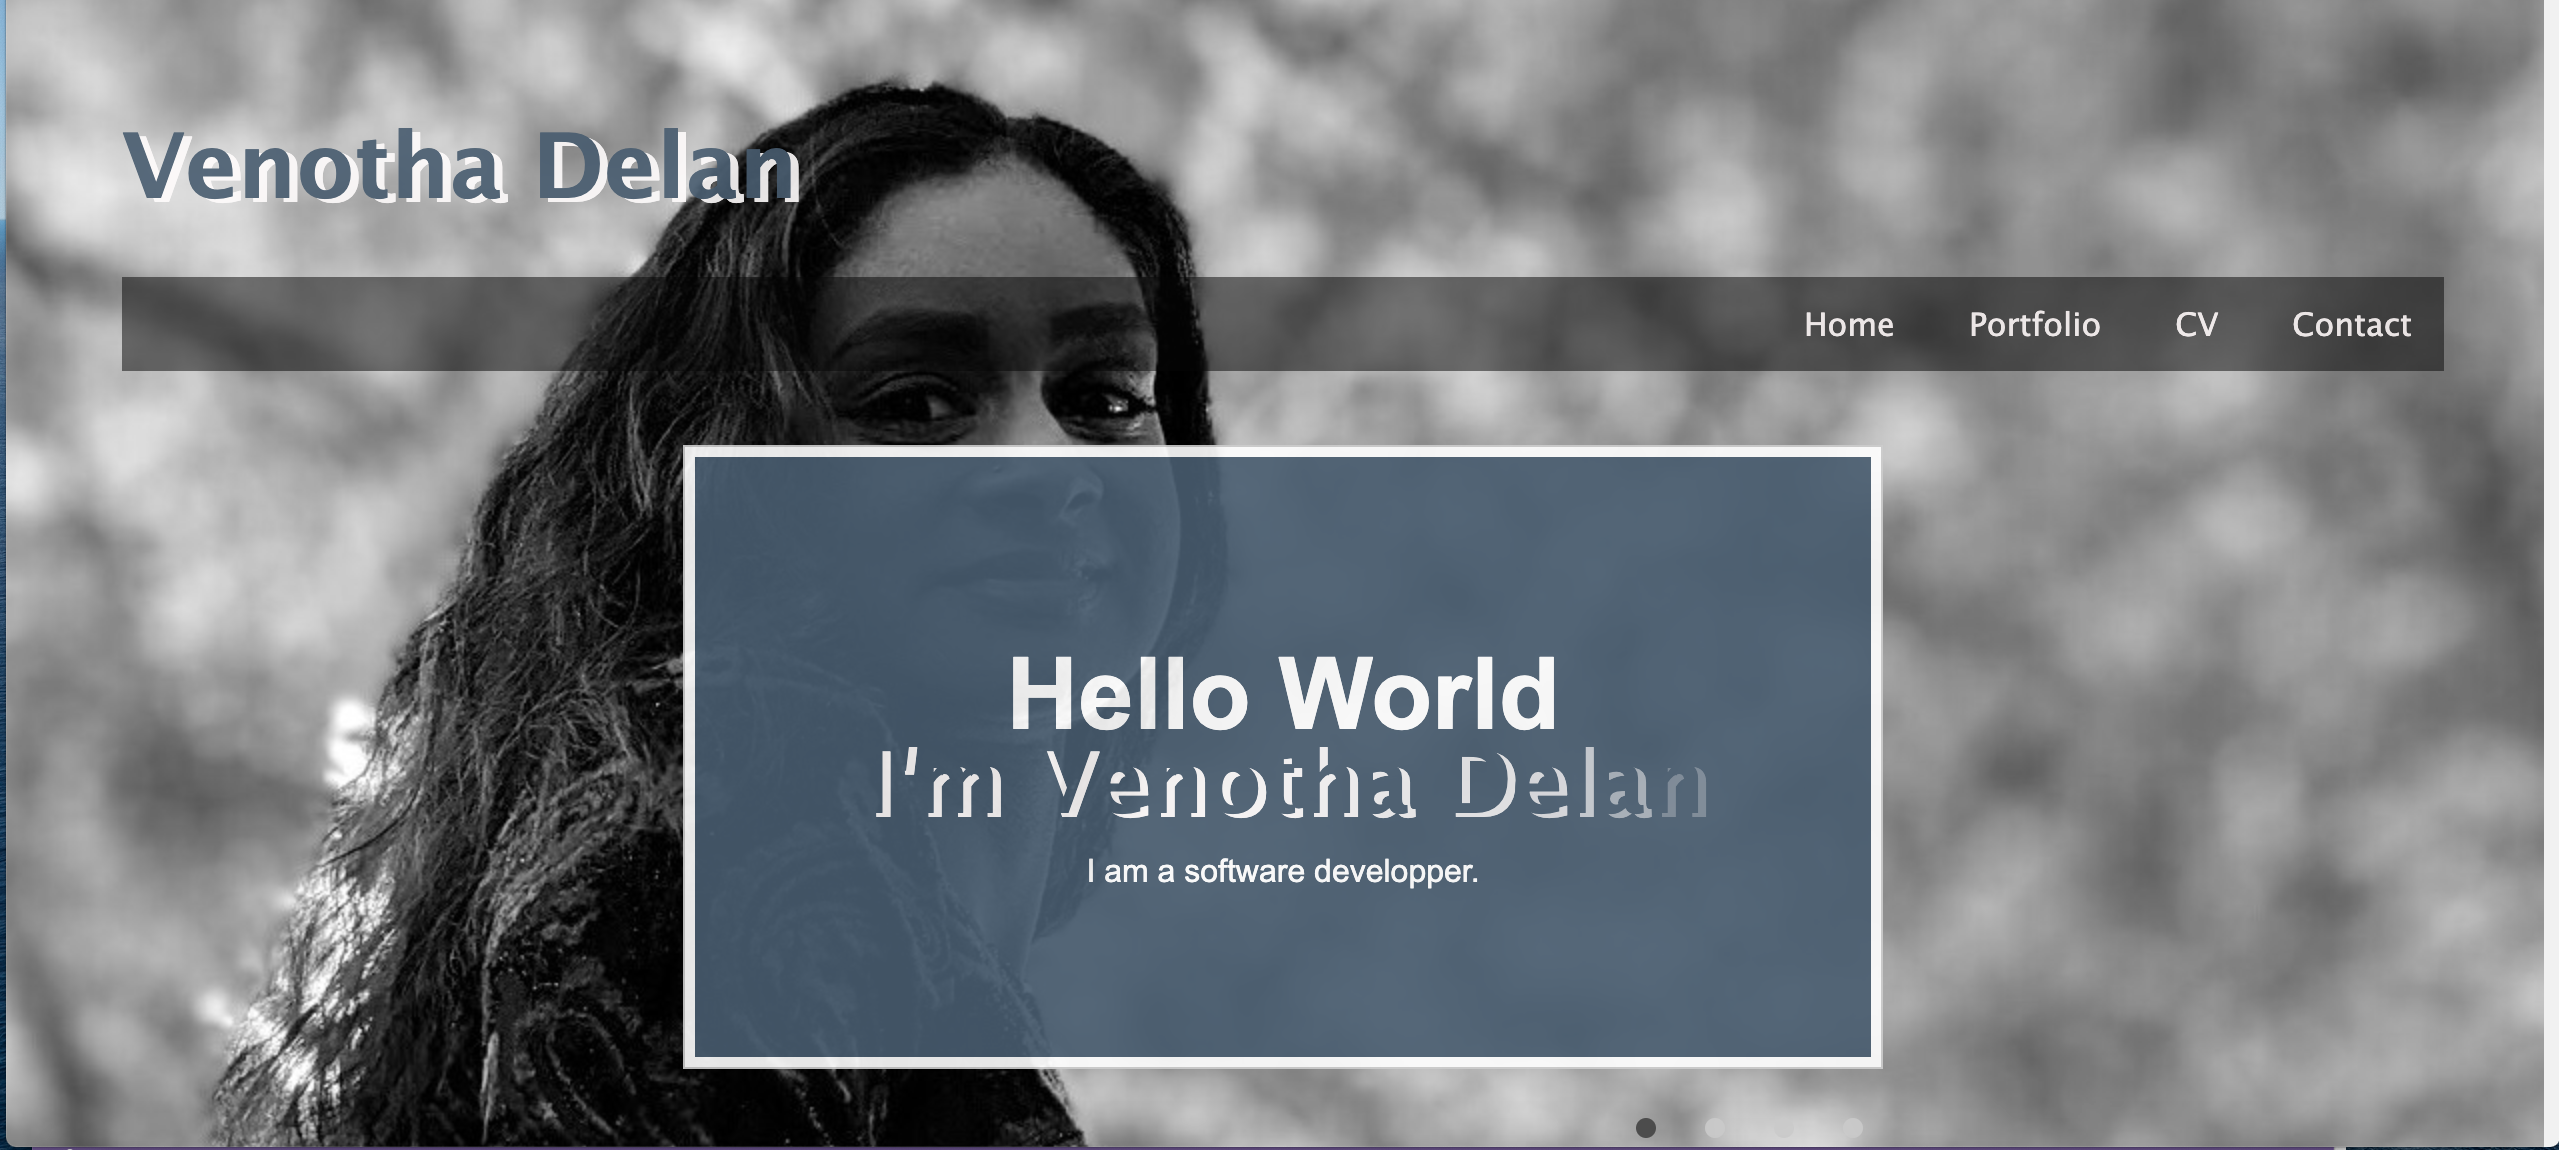 Venotha Delan
Home Portfolio CV Contact
Hello World
I'm Venotha Delan
I am a software developper.